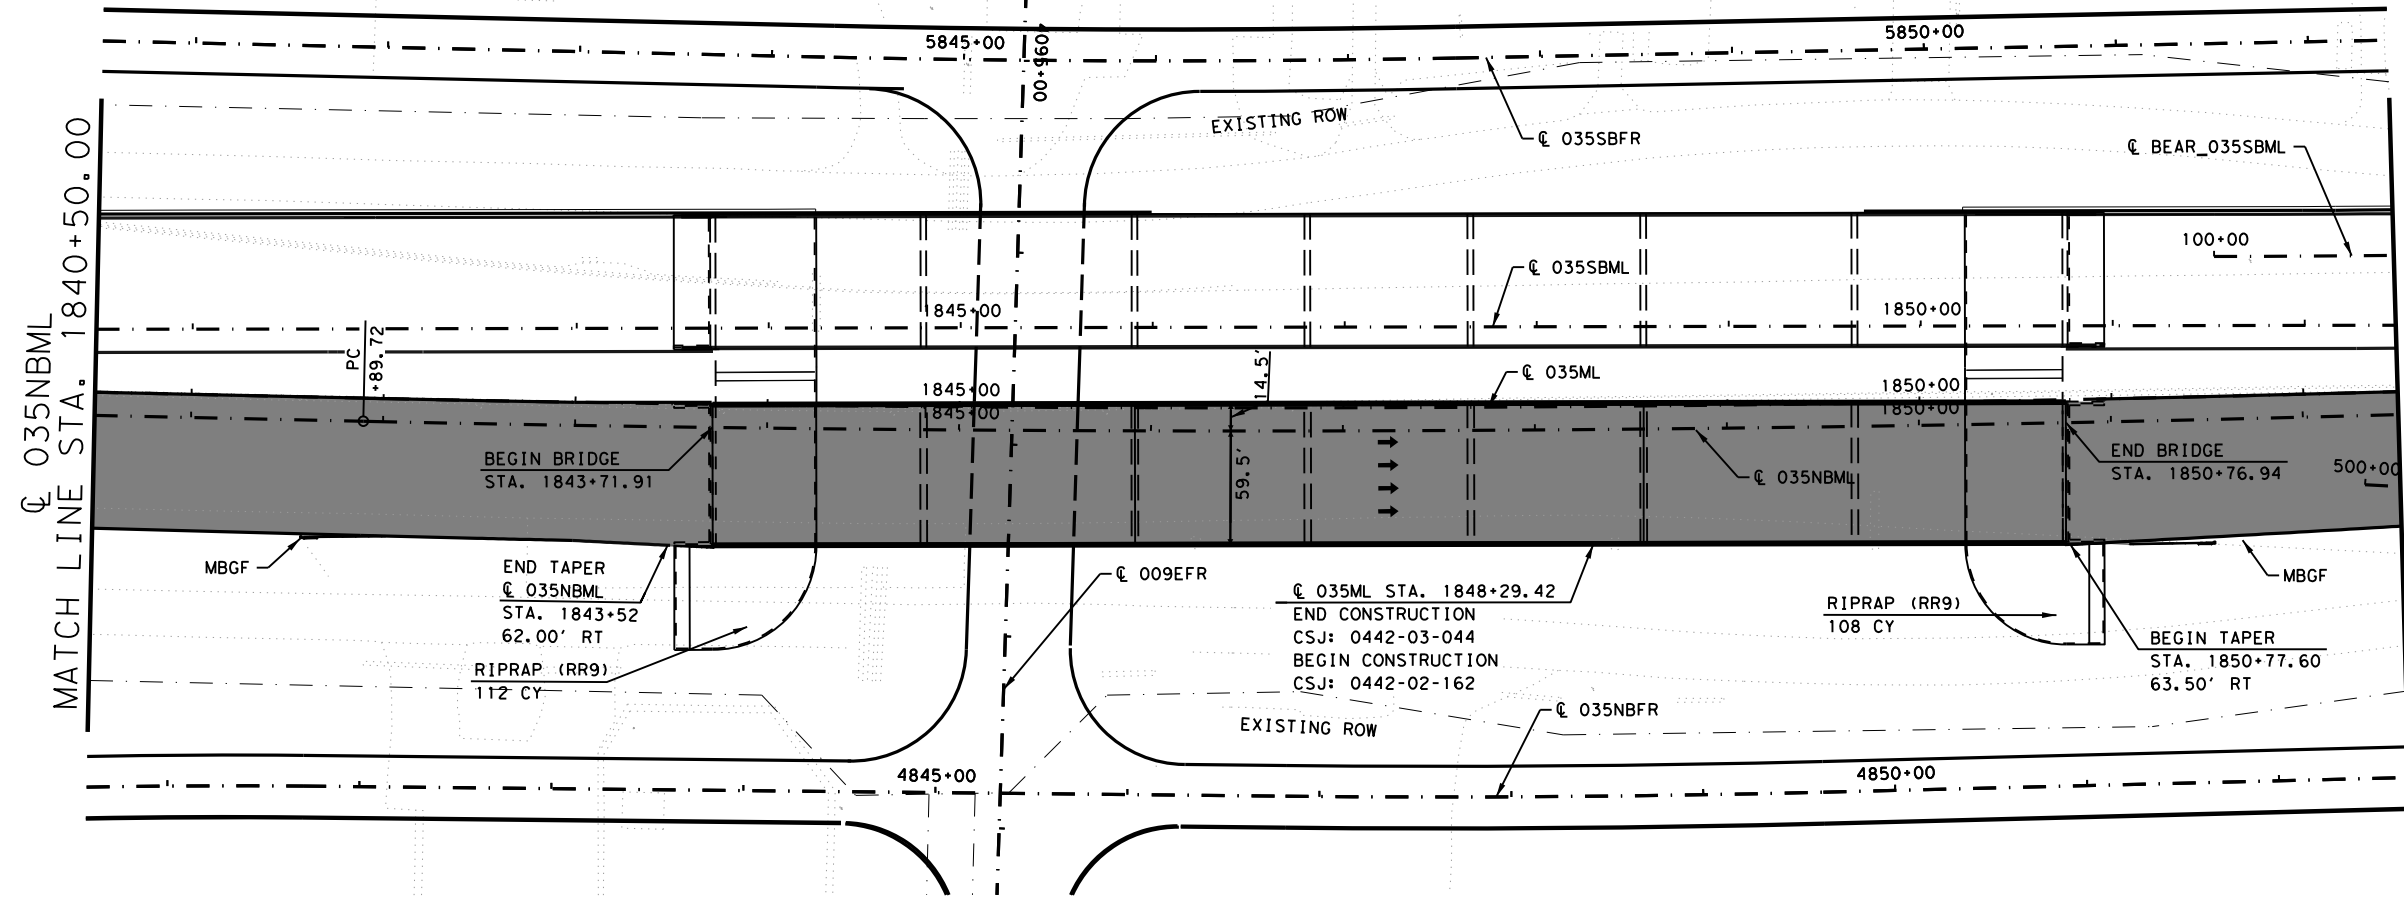 5845+00
5850+00
0095+00
EXISTING ROW
℄ 035SBFR
℄ BEAR_035SBML
100+00
℄ 035NBML
MATCH LINE STA. 1840+50.00
℄ 035SBML
1845+00
1850+00
PC
+89.72
14.5'
℄ 035ML
1845+00
1850+00
1845+00
1850+00
BEGIN BRIDGE
STA. 1843+71.91
59.5'
℄ 035NBML
END BRIDGE
STA. 1850+76.94
500+00
MBGF
END TAPER
℄ 035NBML
STA. 1843+52
62.00' RT
RIPRAP (RR9)
112 CY
℄ 009EFR
℄ 035ML STA. 1848+29.42
END CONSTRUCTION
CSJ: 0442-03-044
BEGIN CONSTRUCTION
CSJ: 0442-02-162
RIPRAP (RR9)
108 CY
MBGF
BEGIN TAPER
STA. 1850+77.60
63.50' RT
EXISTING ROW
℄ 035NBFR
4845+00
4850+00